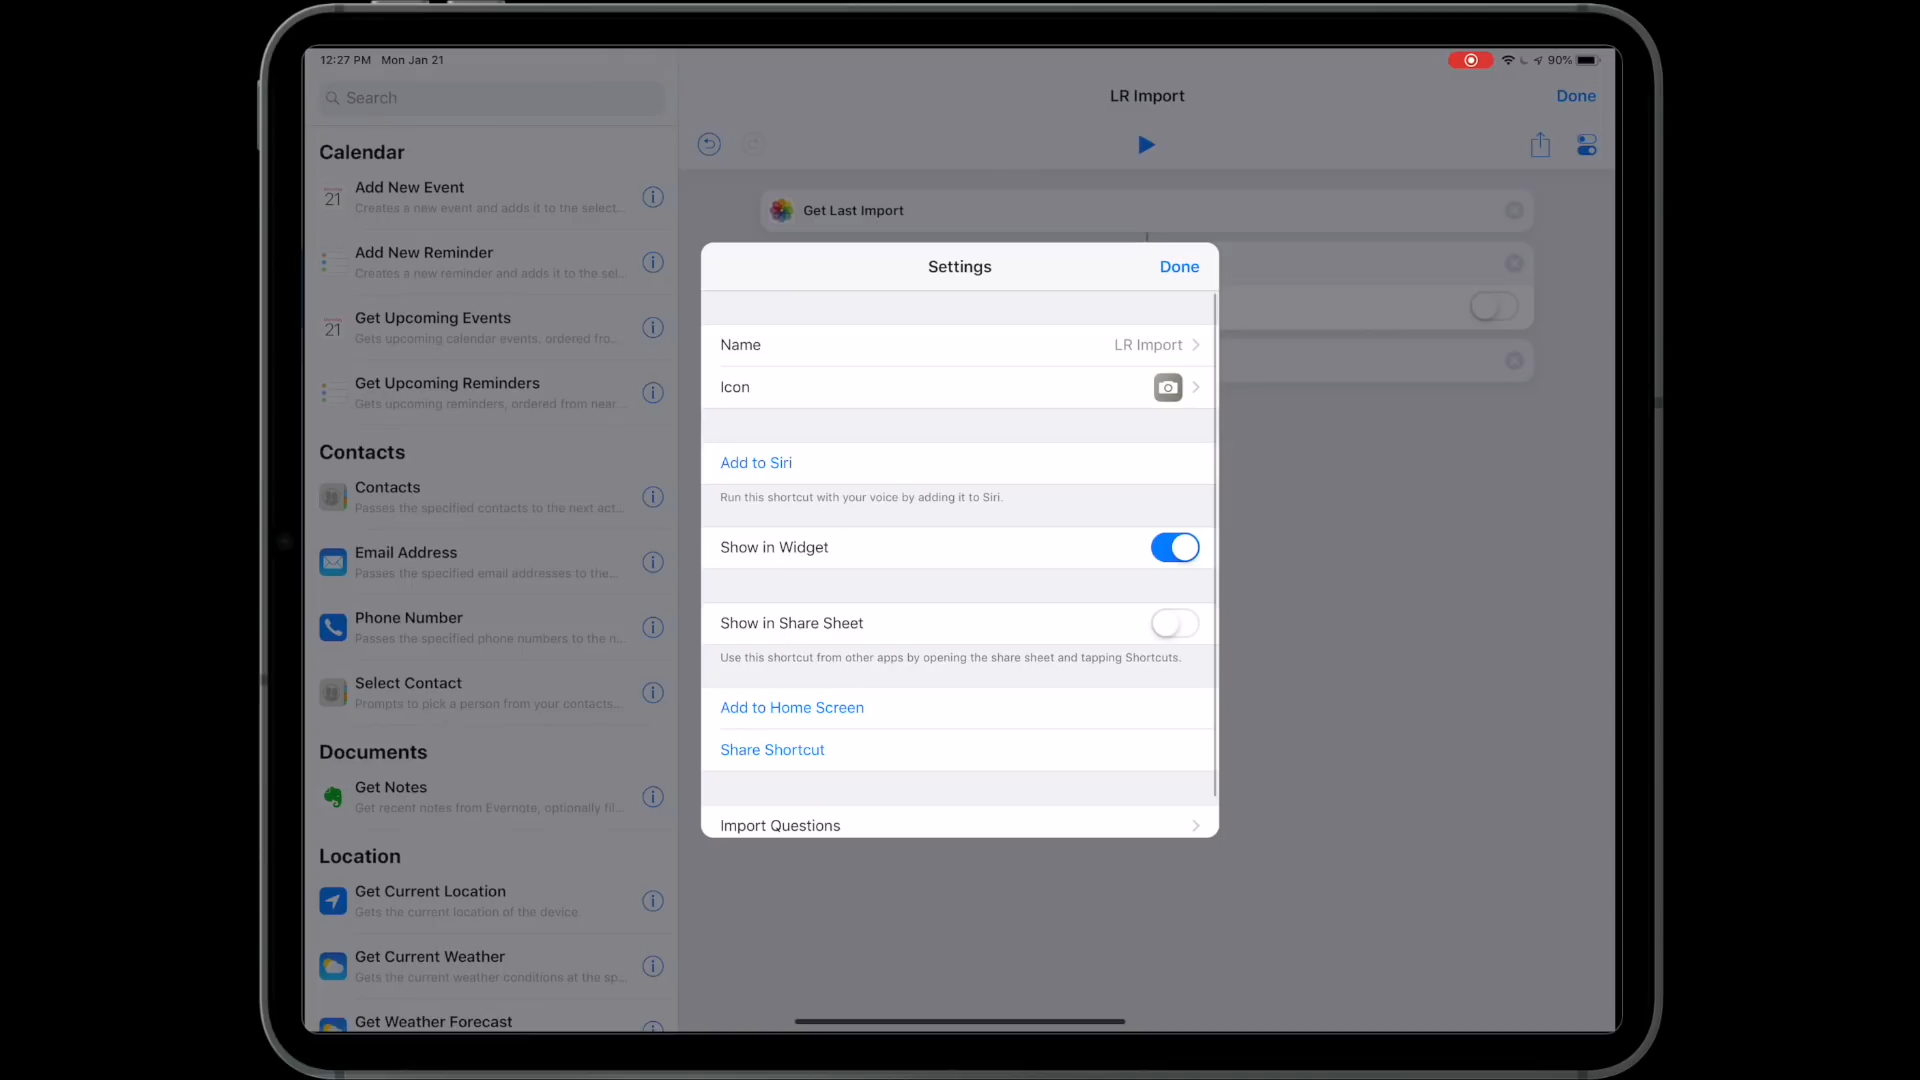 12:27 PM Mon Jan 21
90%
Search
LR Import
Done
Calendar
21
Add New Event
Creates a new event and adds it to the select...
Add New Reminder
Creates a new reminder and adds it to the sel...
21
Get Upcoming Events
Gets upcoming calendar events, ordered fro...
Get Upcoming Reminders
Gets upcoming reminders, ordered from near...
Contacts
Contacts
Passes the specified contacts to the next act...
Email Address
Passes the specified email addresses to the...
Phone Number
Passes the specified phone numbers to the n...
Select Contact
Prompts to pick a person from your contacts...
Documents
Get Notes
Get recent notes from Evernote, optionally fil...
Location
Get Current Location
Gets the current location of the device.
Get Current Weather
Gets the current weather conditions at the sp...
Get Weather Forecast
Get Last Import
Settings
Done
Name
LR Import
Icon
Add to Siri
Run this shortcut with your voice by adding it to Siri.
Show in Widget
Show in Share Sheet
Use this shortcut from other apps by opening the share sheet and tapping Shortcuts.
Add to Home Screen
Share Shortcut
Import Questions